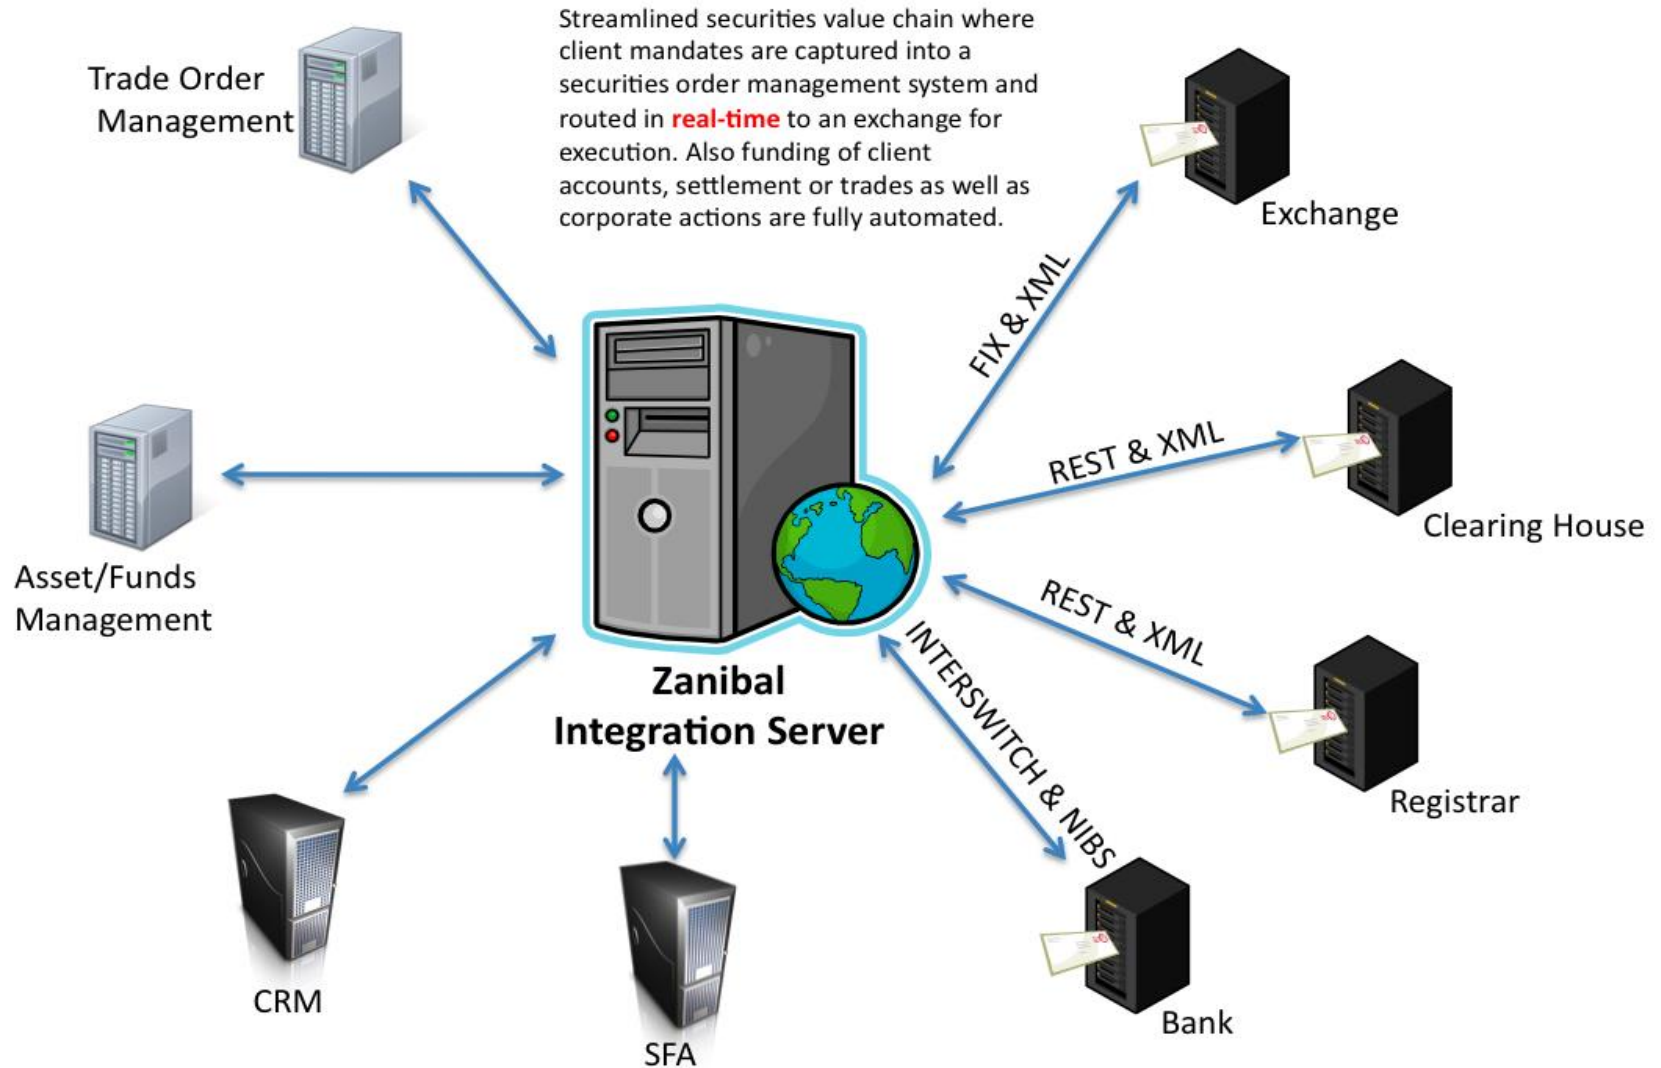 Streamlined securities value chain where
client mandates are captured into a
securities order management system and
routed in real-time to an exchange for
execution. Also funding of client
accounts, settlement or trades as well as
corporate actions are fully automated.
Trade Order
Management
Exchange
FIX & XML
REST & XML
Clearing House
Asset/Funds
Management
REST & XML
Registrar
INTERSWITCH & NIBS
Zanibal
Integration Server
CRM
SFA
Bank